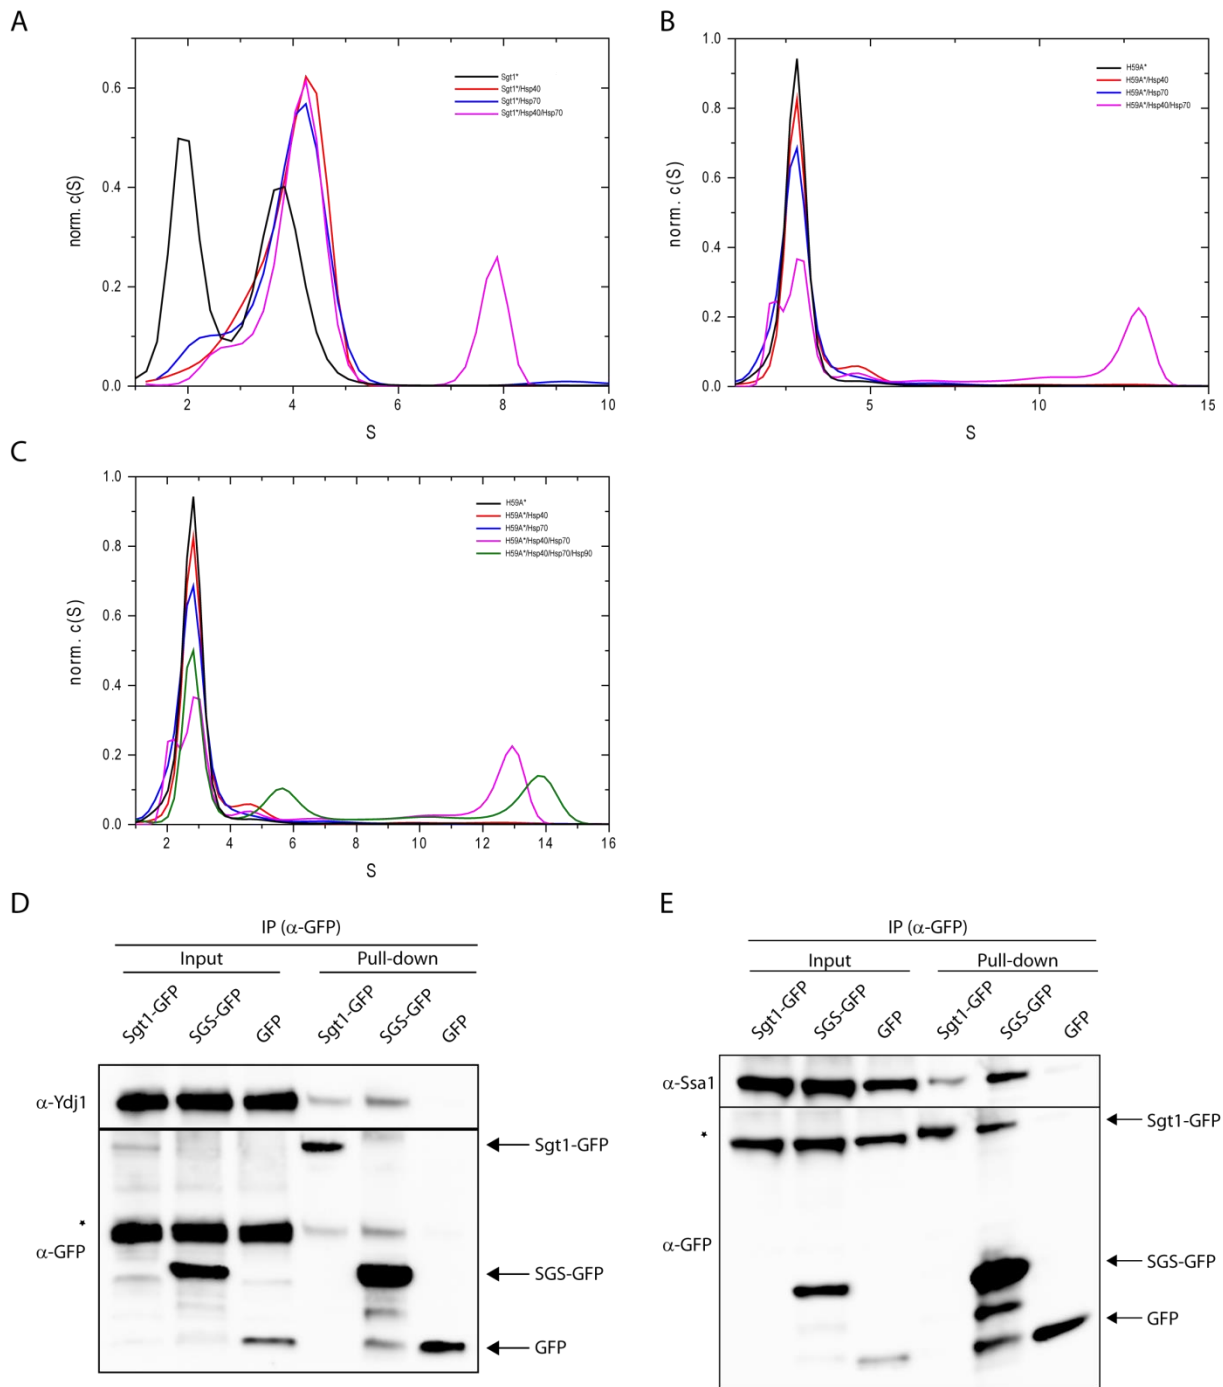 A
0.6
0.4
0.2
0.0
2
4
6
8
10
norm. c(S)
S
Sgt1*
Sgt1*/Hsp40
Sgt1*/Hsp70
Sgt1*/Hsp40/Hsp70
B
1.0
0.8
0.6
0.4
0.2
0.0
5
10
15
norm. c(S)
S
H59A*
H59A*/Hsp40
H59A*/Hsp70
H59A*/Hsp40/Hsp70
C
1.0
0.8
0.6
0.4
0.2
0.0
2
4
6
8
10
12
14
16
norm. c(S)
S
H59A*
H59A*/Hsp40
H59A*/Hsp70
H59A*/Hsp40/Hsp70
H59A*/Hsp40/Hsp70/Hsp90
D
IP (α-GFP)
Input Pull-down
Sgt1-GFP SGS-GFP GFP Sgt1-GFP SGS-GFP GFP
α-Ydj1
Sgt1-GFP
*
α-GFP
SGS-GFP
GFP
E
IP (α-GFP)
Input Pull-down
Sgt1-GFP SGS-GFP GFP Sgt1-GFP SGS-GFP GFP
α-Ssa1
Sgt1-GFP
*
α-GFP
SGS-GFP
GFP